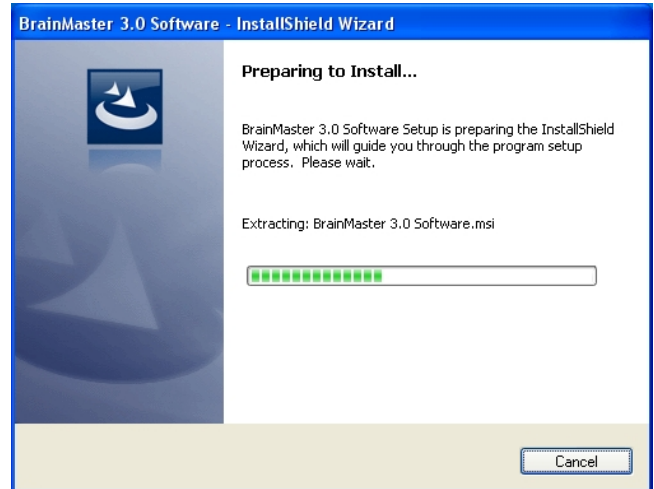 BrainMaster 3.0 Software - InstallShield Wizard
Preparing to Install...
BrainMaster 3.0 Software Setup is preparing the InstallShield
Wizard, which will guide you through the program setup
process. Please wait.
Extracting: BrainMaster 3.0 Software.msi
Cancel